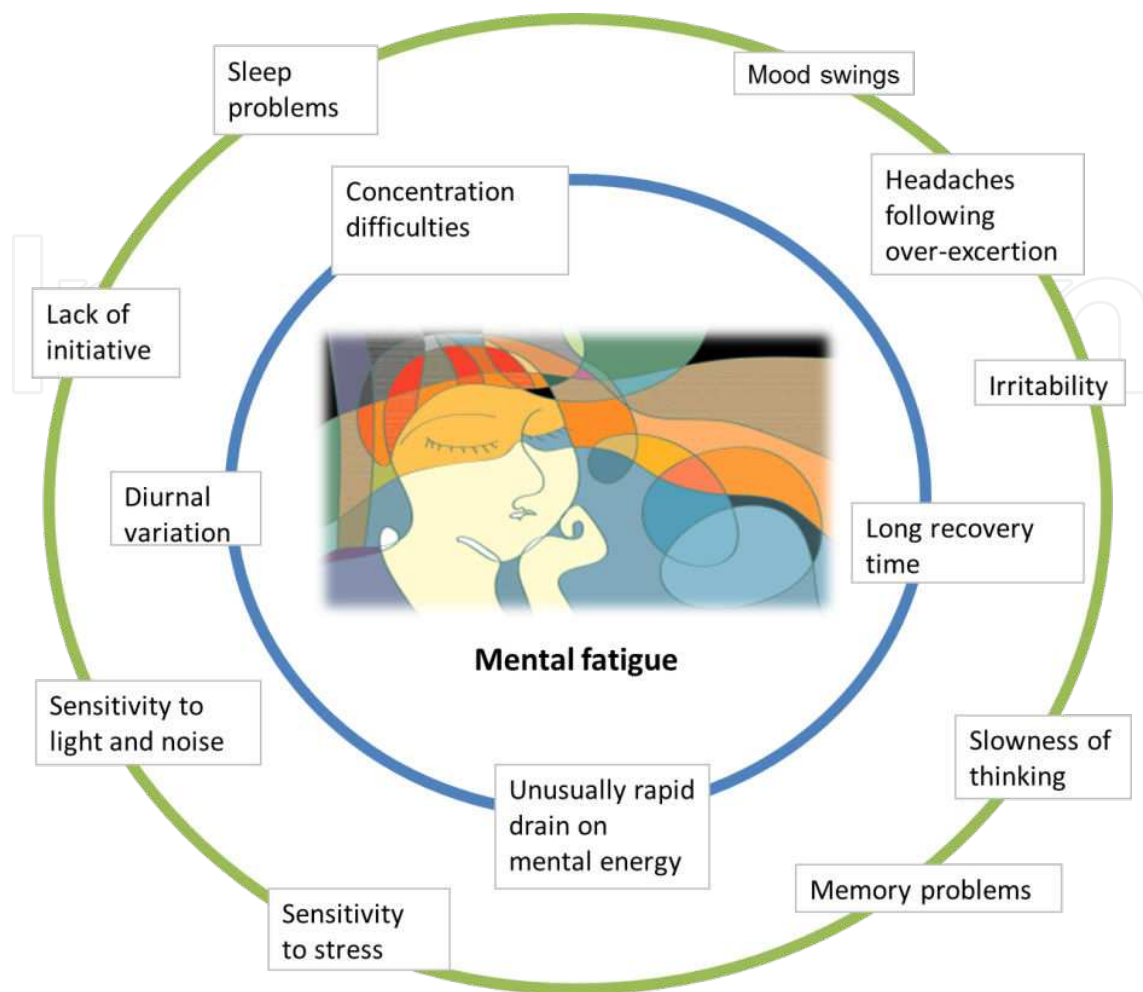 Sleep
problems
Mood swings
Concentration
difficulties
Headaches
following
over-excertion
Lack of
initiative
Irritability
Diurnal
variation
Long recovery
time
Mental fatigue
Sensitivity to
light and noise
Slowness of
thinking
Unusually rapid
drain on
mental energy
Memory problems
Sensitivity
to stress